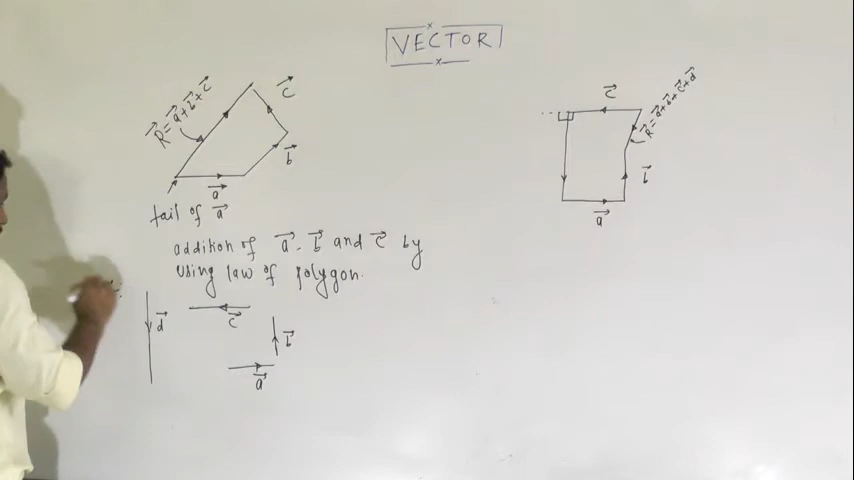 VECTOR
R⃗ = a⃗ + b⃗ + c⃗
c⃗
b⃗
a⃗
tail of a⃗
addition of a⃗, b⃗ and c⃗ by
using law of polygon.
d⃗
c⃗
b⃗
a⃗
c⃗
R⃗ = a⃗ + b⃗ + c⃗ + d⃗
b⃗
a⃗